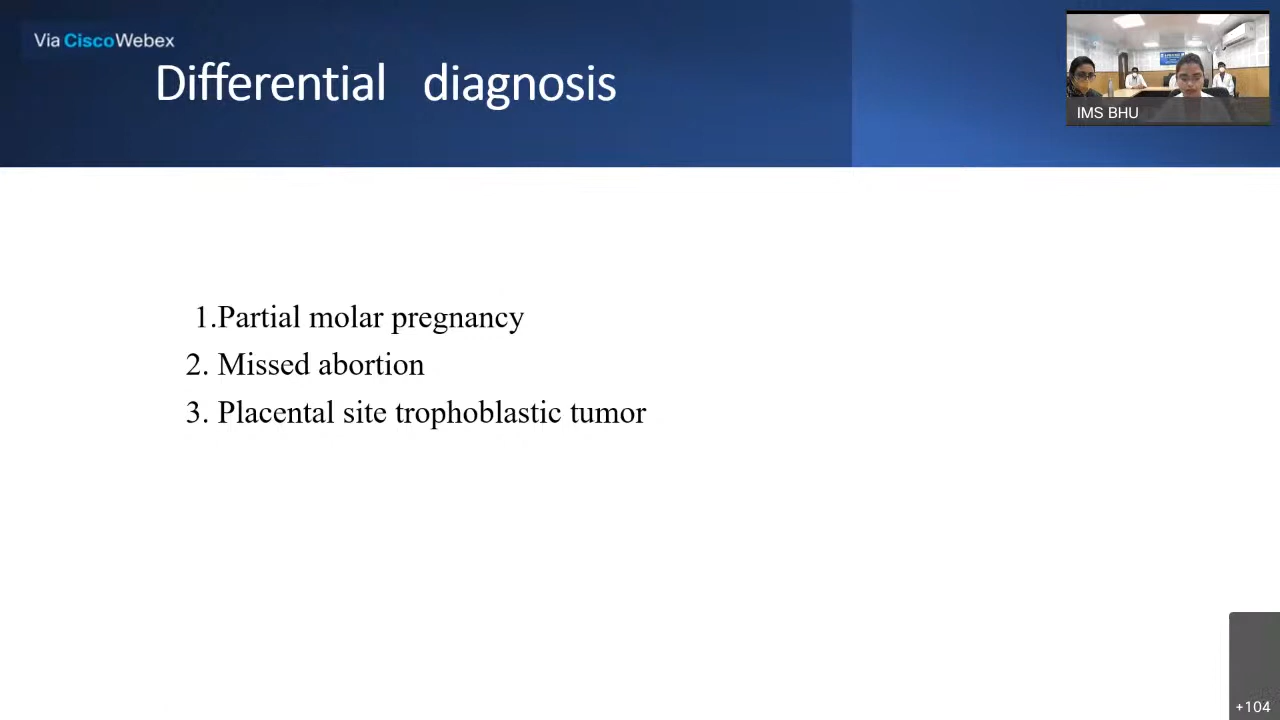 Via CiscoWebex
Differential diagnosis
IMS BHU
1.Partial molar pregnancy
2. Missed abortion
3. Placental site trophoblastic tumor
+104